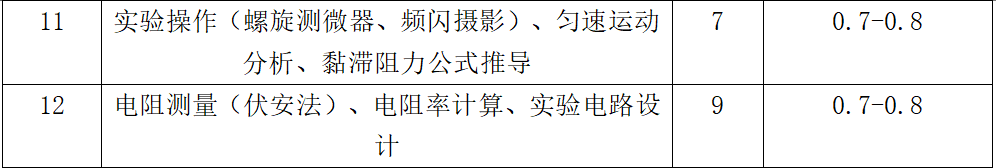 11 实验操作（螺旋测微器、频闪摄影）、匀速运动 7 0.7-0.8
分析、黏滞阻力公式推导
12 电阻测量（伏安法）、电阻率计算、实验电路设 9 0.7-0.8
计